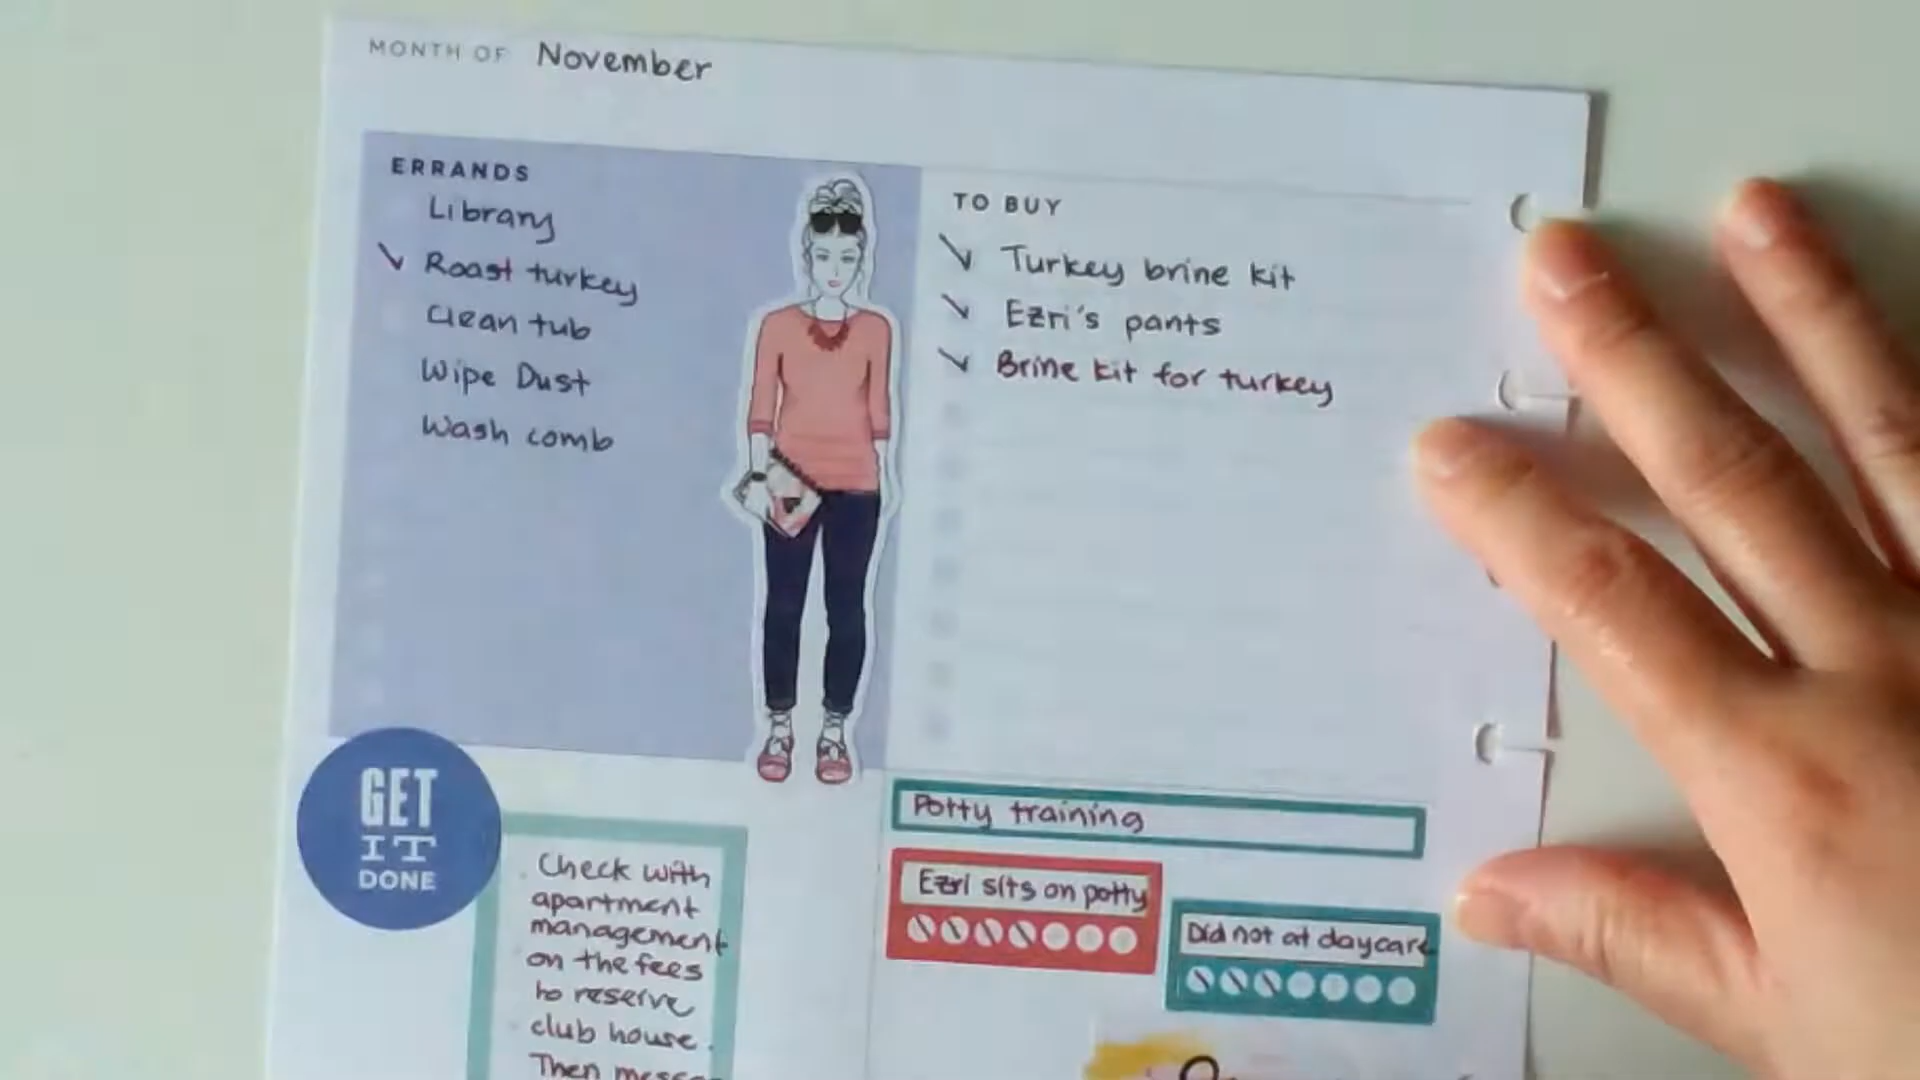 MONTH OF November
ERRANDS
Library
Roast turkey
Clean tub
Wipe Dust
Wash comb
TO BUY
Turkey brine kit
Ezri's pants
Brine kit for turkey
GET
IT
DONE
Check with
apartment
management
on the fees
to reserve
club house.
Then
Potty training
Ezri sits on potty
Did not at daycare